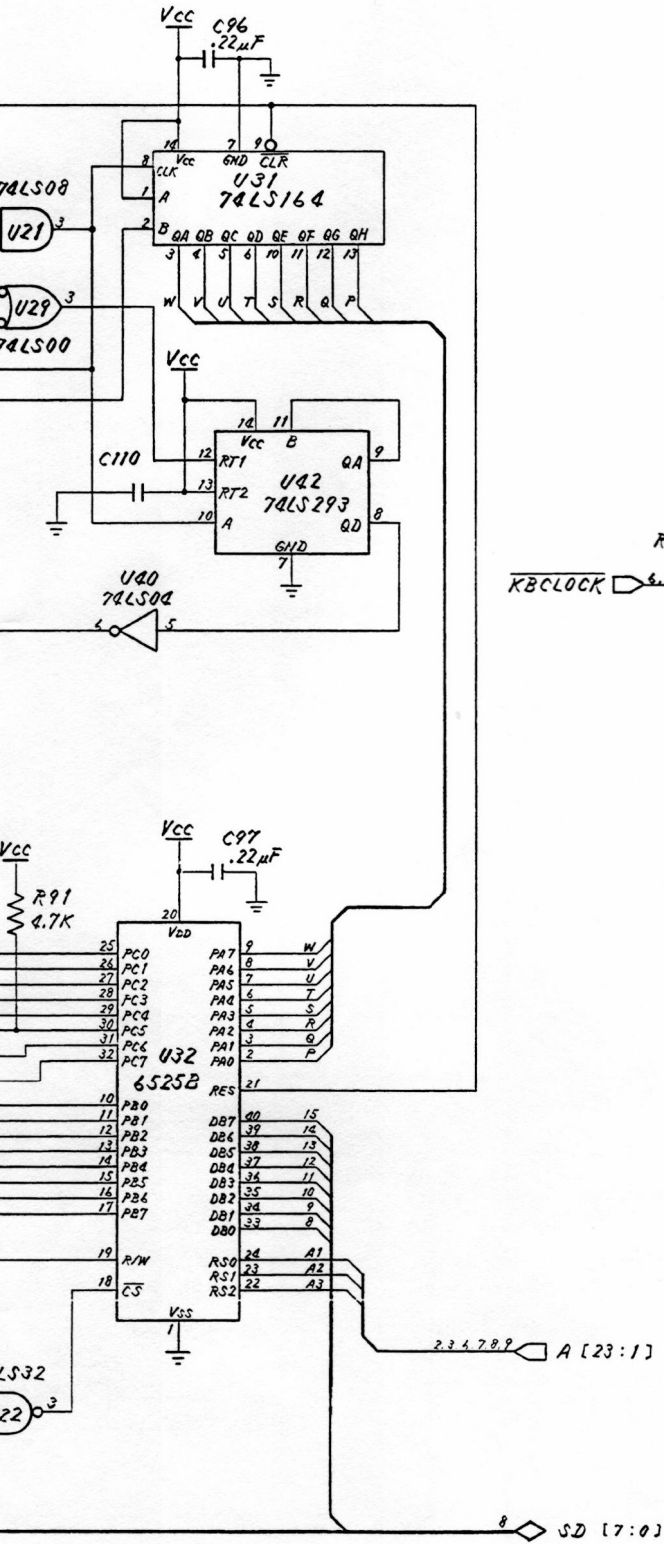 Vcc
C96
.22µF
14 7 9
8 Vcc GND CLR
CLK
U31
74LS164
1 A
74LS08
2 B
U21 3
QA QB QC QD QE QF QG QH
3 4 5 6 10 11 12 13
W V U T S R Q P
U29 3
74LS00
Vcc
14 11
Vcc B
C110
12 RT1 QA 9
U42
13 RT2
74LS293
10 A QD 8
GND
7
KBCLOCK
U40
74LS04
5
Vcc
C97
.22µF
Vcc
R91
4.7K
20
VDD
25 PC0 PA7 9 W
26 PC1 PA6 8 V
27 PC2 PA5 7 U
28 PC3 PA4 6 T
29 PC4 PA3 5 S
30 PC5 PA2 4 R
31 PC6 PA1 3 Q
32 PC7 PA0 2 P
U32
6525B
RES 21
10 PB0 DB7 40 15
11 PB1 DB6 39 14
12 PB2 DB5 38 13
13 PB3 DB4 37 12
14 PB4 DB3 36 11
15 PB5 DB2 35 10
16 PB6 DB1 34 9
17 PB7 DB0 33 8
19 R/W RS0 24 A1
RS1 23 A2
18 CS RS2 22 A3
VSS
1
LS32
22 3
2,3,4,7,8,9 A [23:1]
8 SD [7:0]